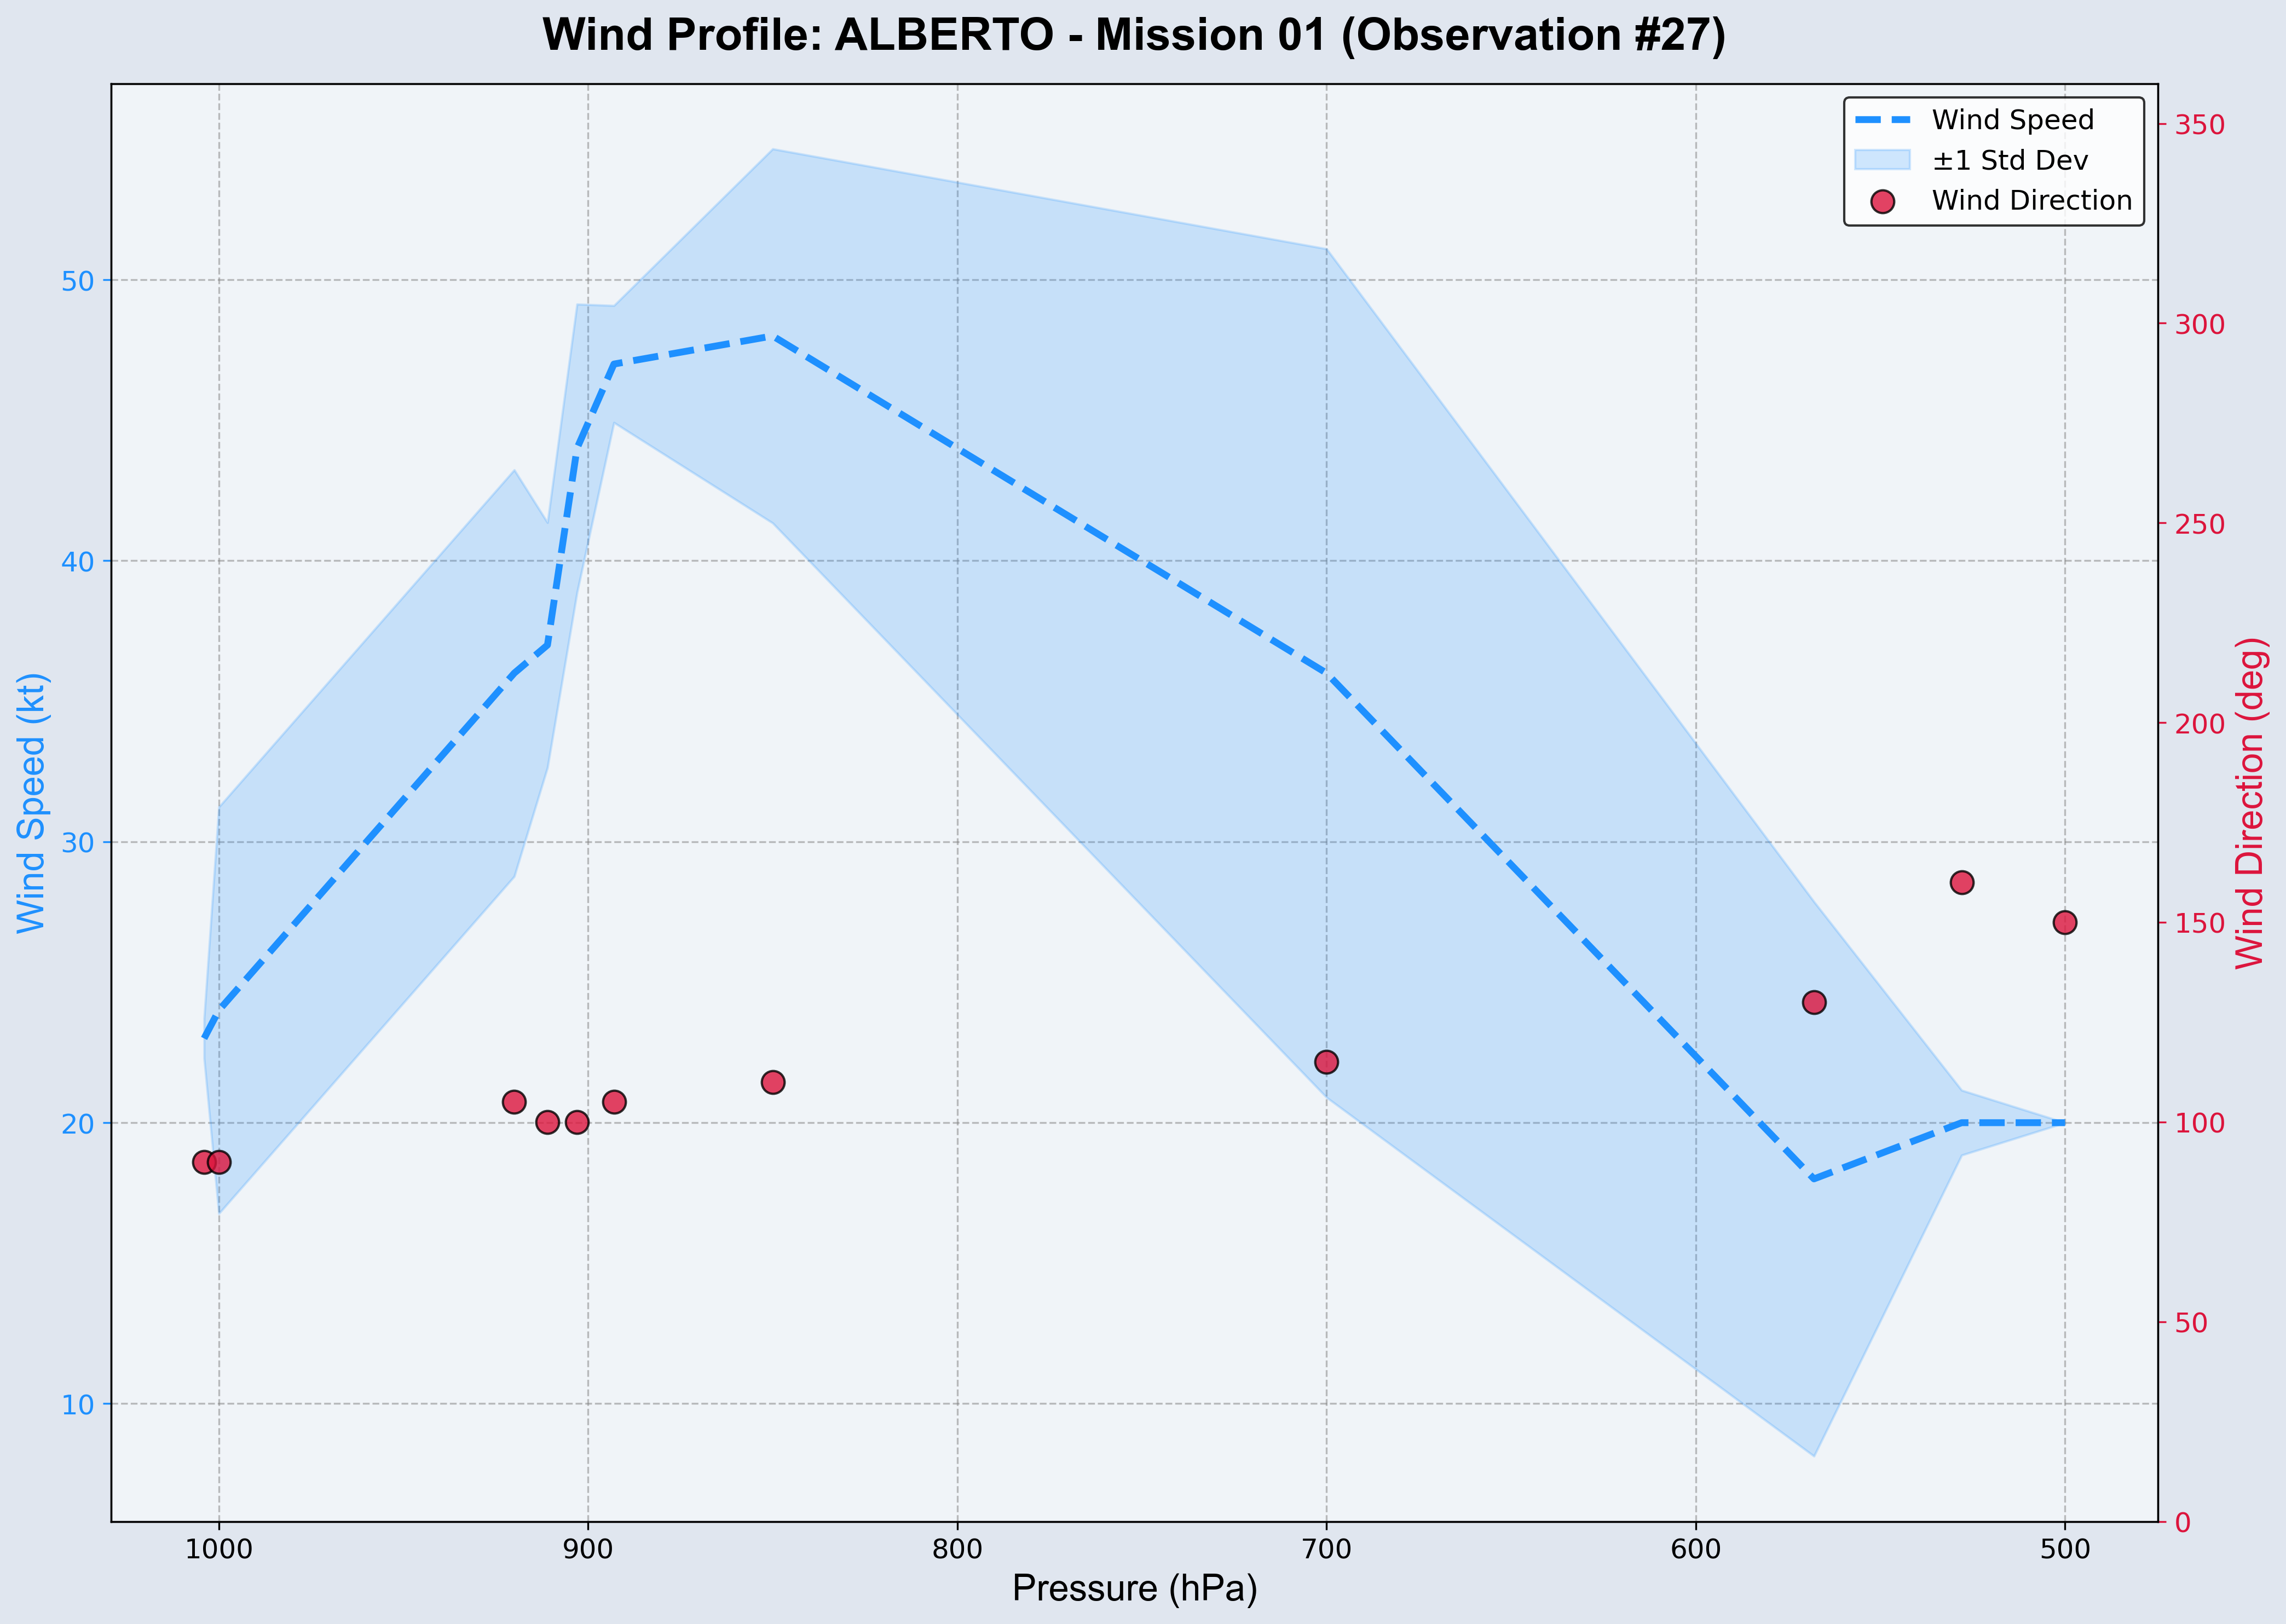 Wind Profile: ALBERTO - Mission 01 (Observation #27)
Wind Speed
±1 Std Dev
Wind Direction
50
40
30
20
10
Wind Speed (kt)
350
300
250
200
150
100
50
0
Wind Direction (deg)
1000 900 800 700 600 500
Pressure (hPa)